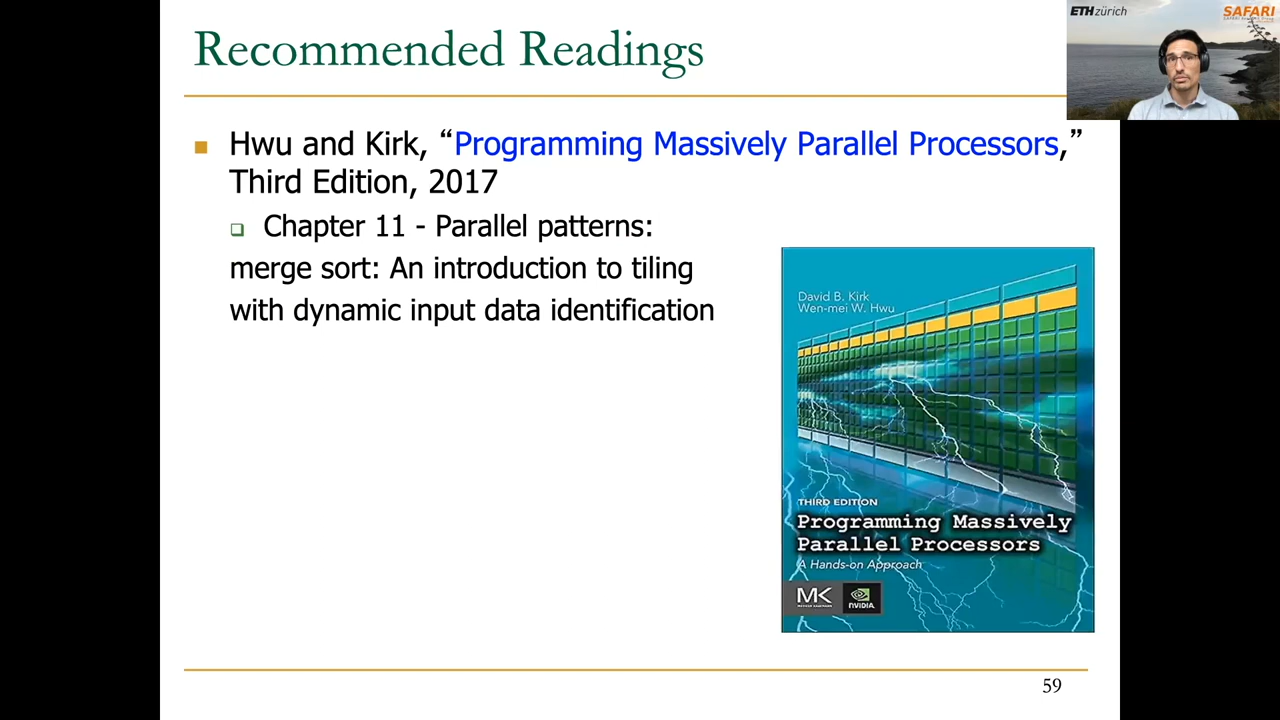 Recommended Readings
ETH zürich
SAFARI
Hwu and Kirk, “Programming Massively Parallel Processors,”
Third Edition, 2017
Chapter 11 - Parallel patterns:
merge sort: An introduction to tiling
with dynamic input data identification
David B. Kirk
Wen-mei W. Hwu
THIRD EDITION
Programming Massively
Parallel Processors
A Hands-on Approach
MK
NVIDIA
59